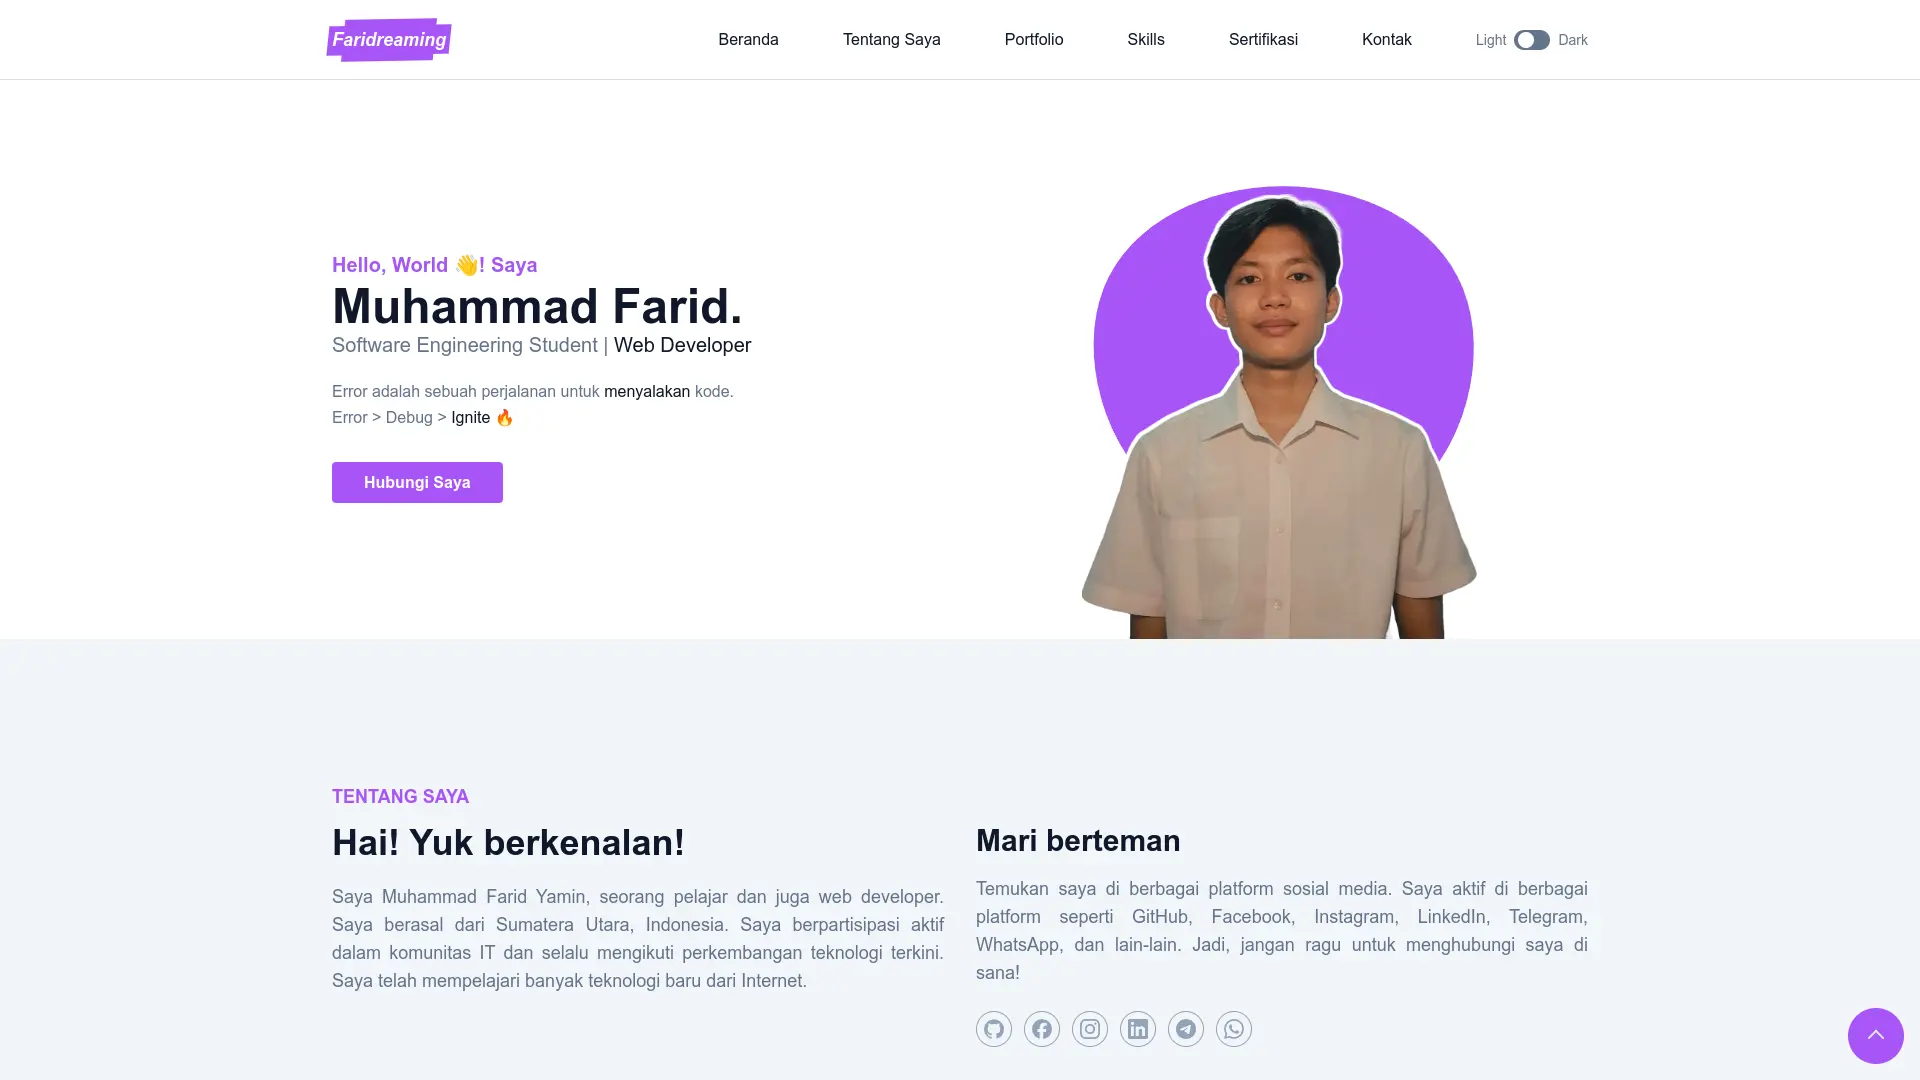 Faridreaming
Beranda
Tentang Saya
Portfolio
Skills
Sertifikasi
Kontak
Light
Dark
Hello, World 👋! Saya
Muhammad Farid.
Software Engineering Student | Web Developer
Error adalah sebuah perjalanan untuk menyalakan kode.
Error > Debug > Ignite 🔥
Hubungi Saya
TENTANG SAYA
Hai! Yuk berkenalan!
Saya Muhammad Farid Yamin, seorang pelajar dan juga web developer.
Saya berasal dari Sumatera Utara, Indonesia. Saya berpartisipasi aktif
dalam komunitas IT dan selalu mengikuti perkembangan teknologi terkini.
Saya telah mempelajari banyak teknologi baru dari Internet.
Mari berteman
Temukan saya di berbagai platform sosial media. Saya aktif di berbagai
platform seperti GitHub, Facebook, Instagram, LinkedIn, Telegram,
WhatsApp, dan lain-lain. Jadi, jangan ragu untuk menghubungi saya di
sana!